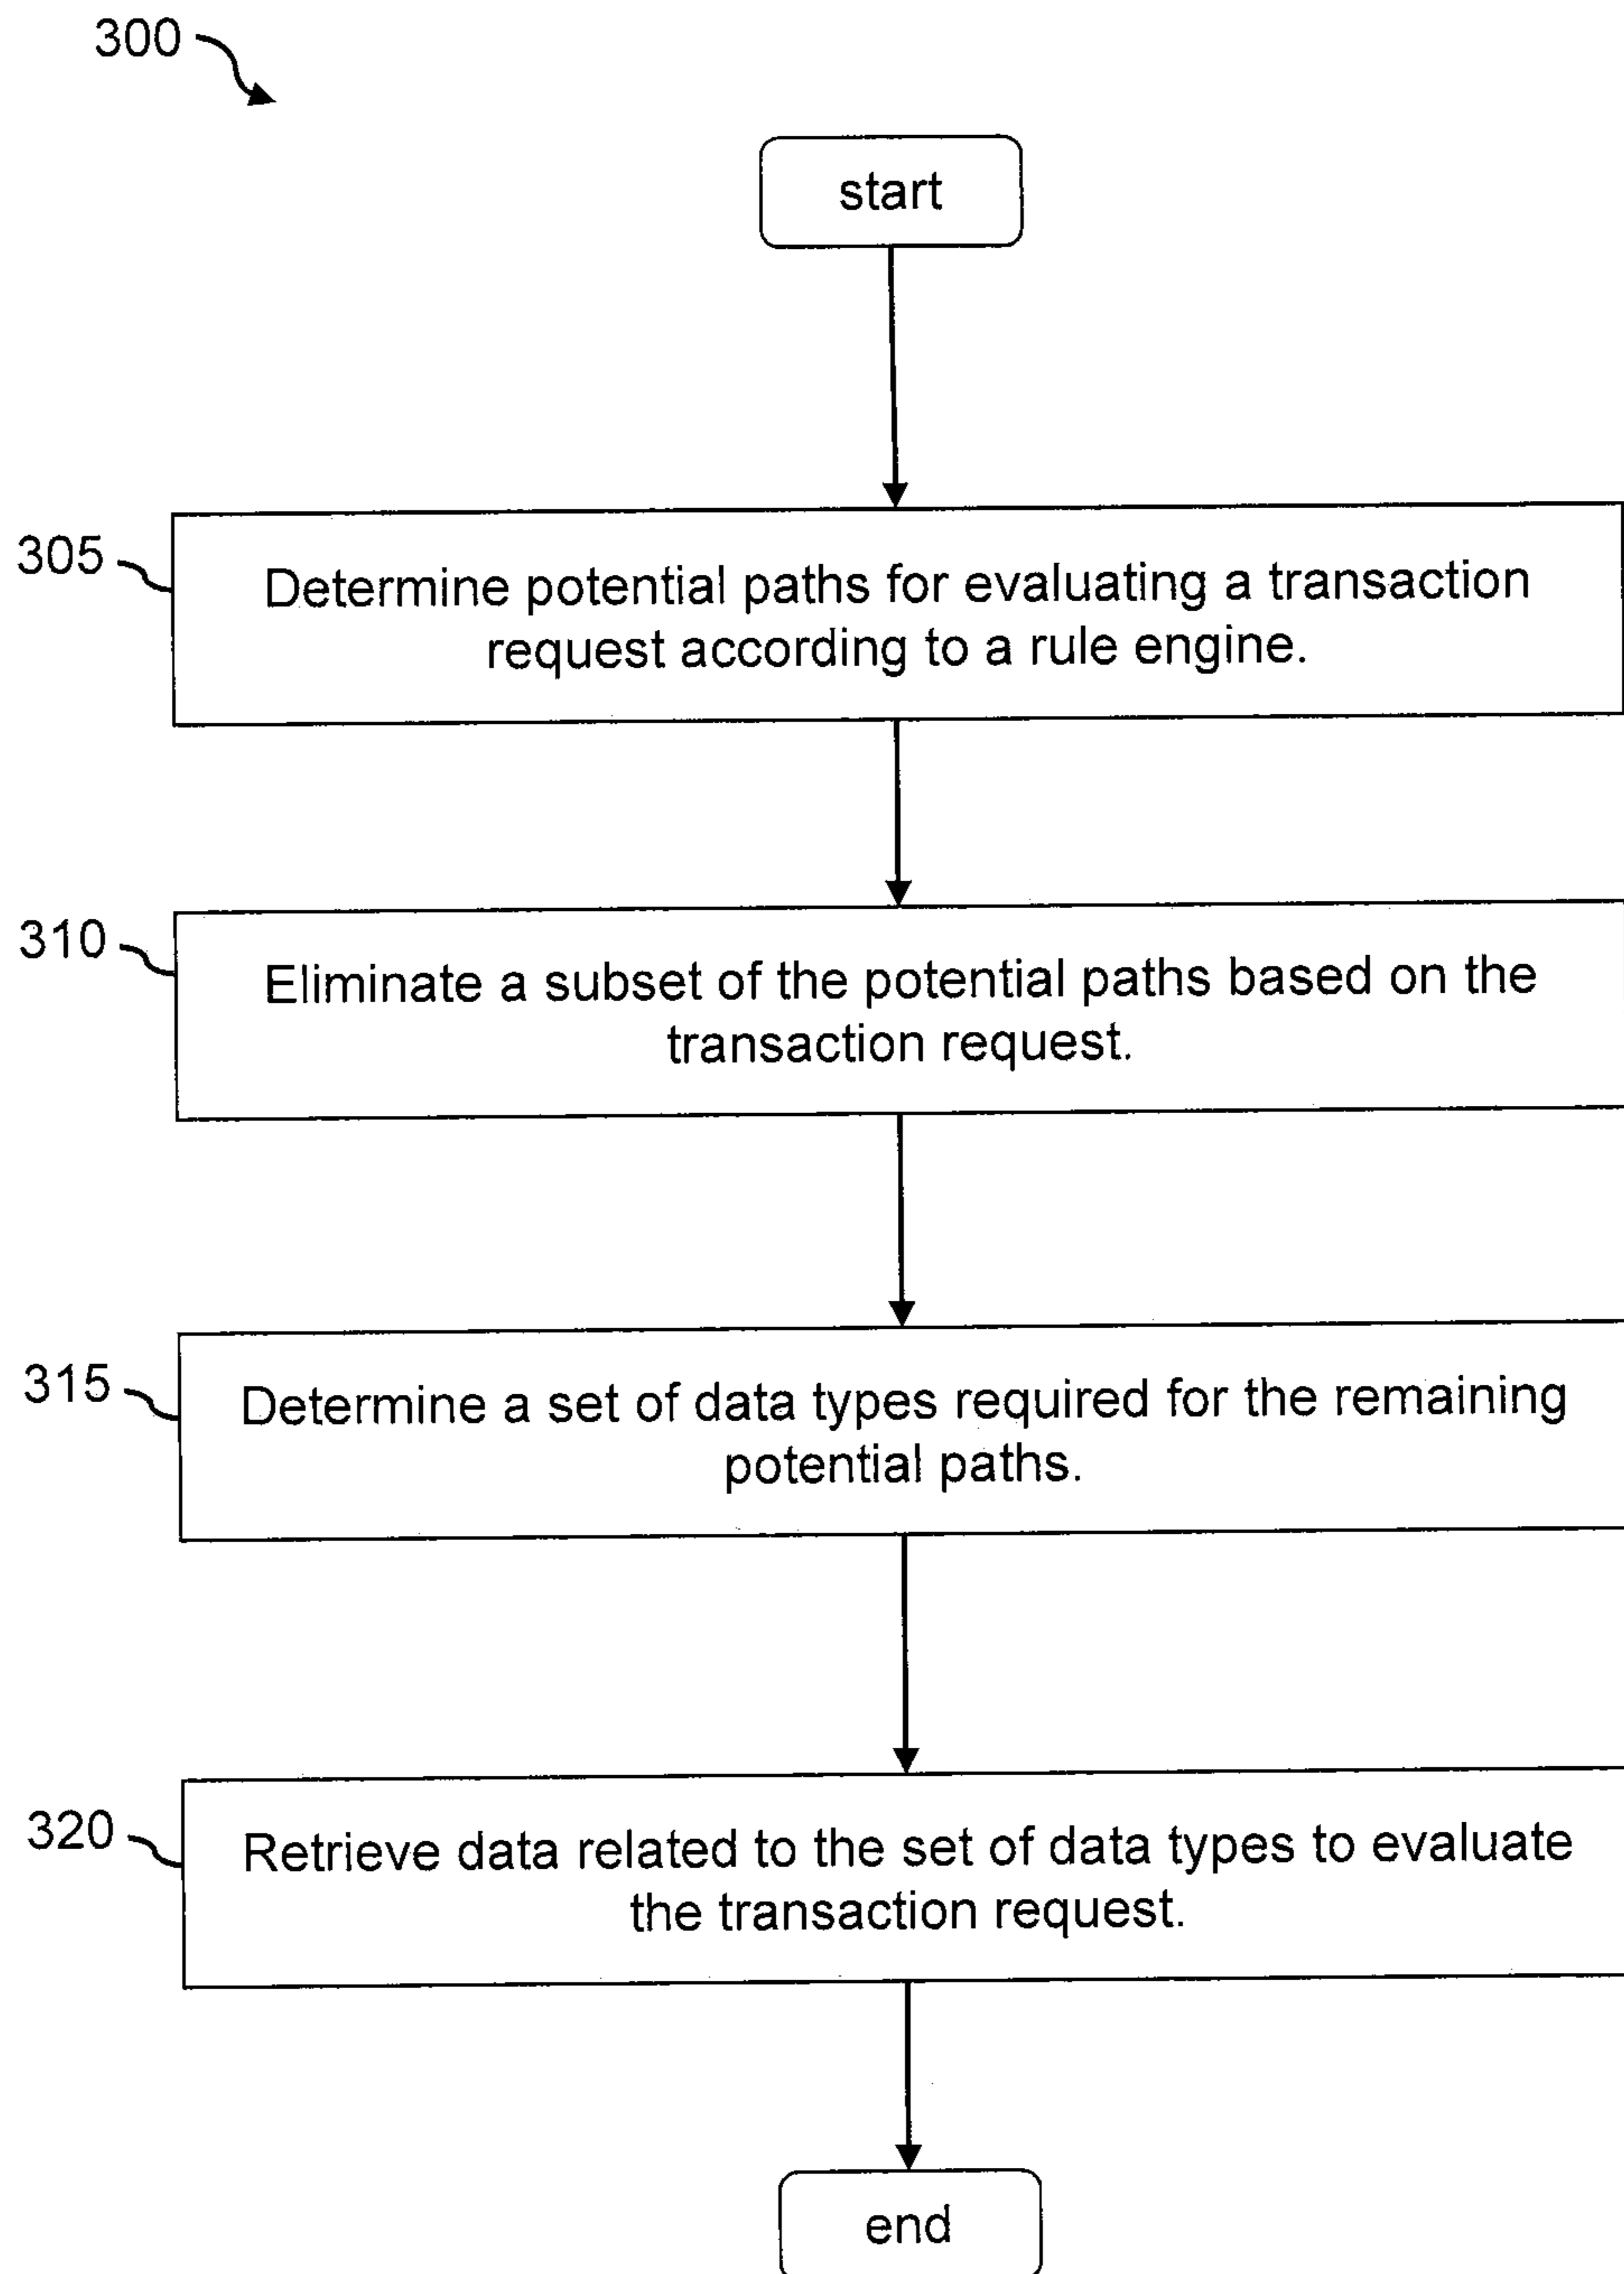 300
start
305
Determine potential paths for evaluating a transaction
request according to a rule engine.
310
Eliminate a subset of the potential paths based on the
transaction request.
315
Determine a set of data types required for the remaining
potential paths.
320
Retrieve data related to the set of data types to evaluate
the transaction request.
end